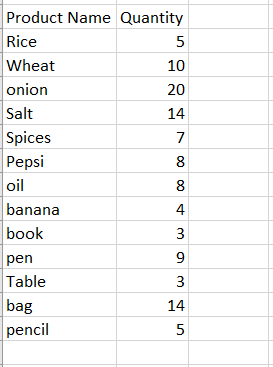 Product Name Quantity
Rice 5
Wheat 10
onion 20
Salt 14
Spices 7
Pepsi 8
oil 8
banana 4
book 3
pen 9
Table 3
bag 14
pencil 5